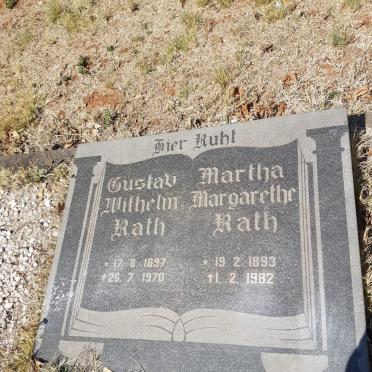 Hier Ruht
Gustav
Wilhelm
Rath
* 17. 8. 1897
†26. 7. 1970
Martha
Margarethe
Rath
* 19. 2. 1893
†1. 2. 1982